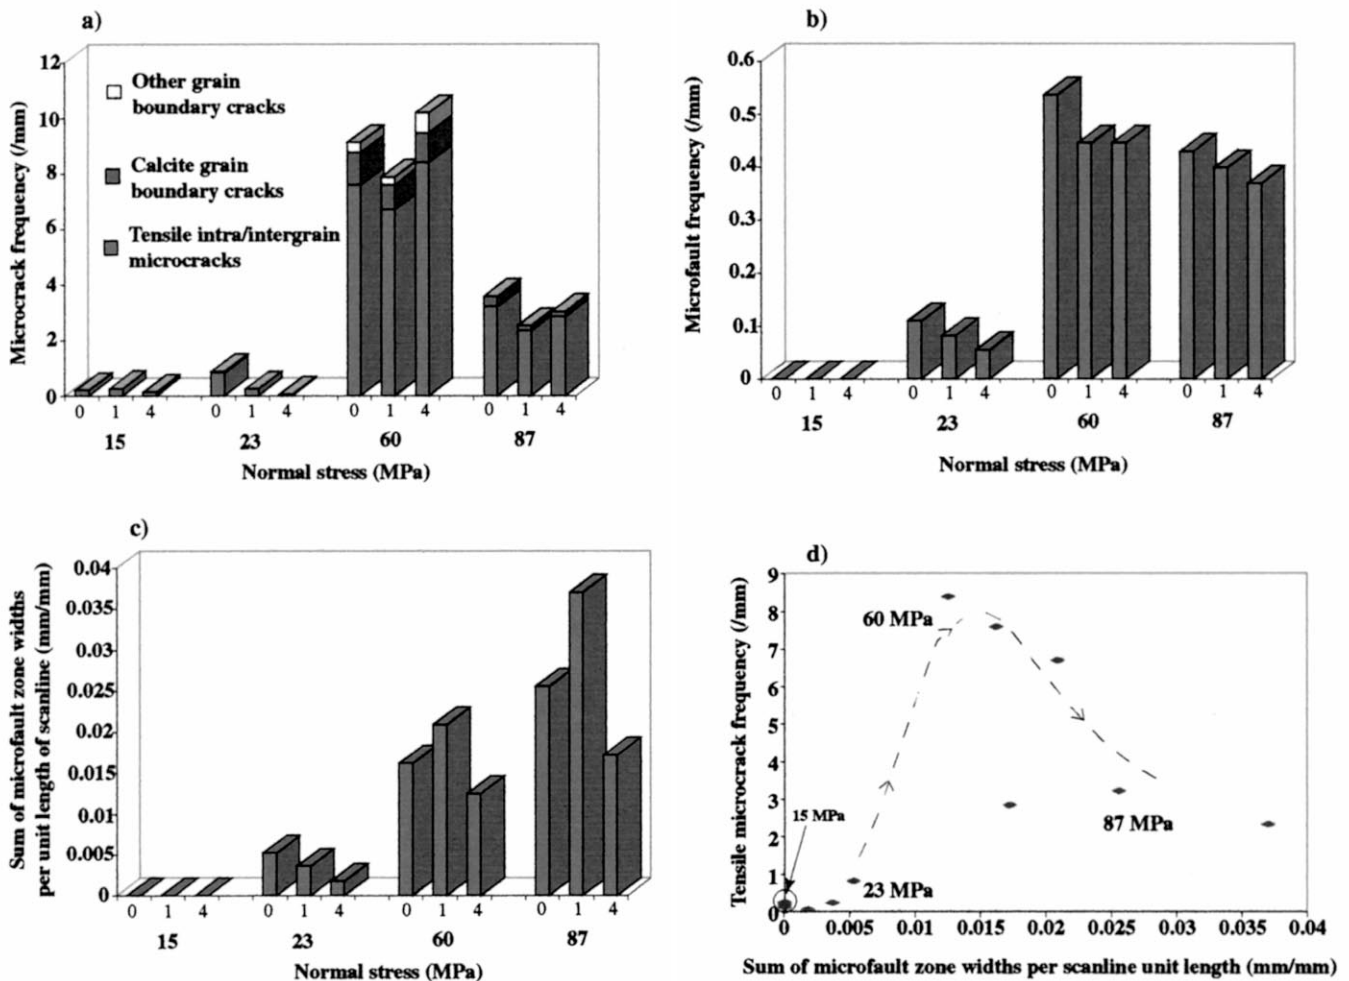 a)
12
10
8
6
4
2
0
Microcrack frequency (/mm)
Other grain
boundary cracks
Calcite grain
boundary cracks
Tensile intra/intergrain
microcracks
0 1 4 0 1 4 0 1 4 0 1 4
15 23 60 87
Normal stress (MPa)
b)
0.6
0.5
0.4
0.3
0.2
0.1
0
Microfault frequency (/mm)
0 1 4 0 1 4 0 1 4 0 1 4
15 23 60 87
Normal stress (MPa)
c)
0.04
0.035
0.03
0.025
0.02
0.015
0.01
0.005
0
Sum of microfault zone widths
per unit length of scanline (mm/mm)
0 1 4 0 1 4 0 1 4 0 1 4
15 23 60 87
Normal stress (MPa)
d)
9
8
7
6
5
4
3
2
1
0
Tensile microcrack frequency (/mm)
60 MPa
15 MPa
87 MPa
23 MPa
0 0.005 0.01 0.015 0.02 0.025 0.03 0.035 0.04
Sum of microfault zone widths per scanline unit length (mm/mm)